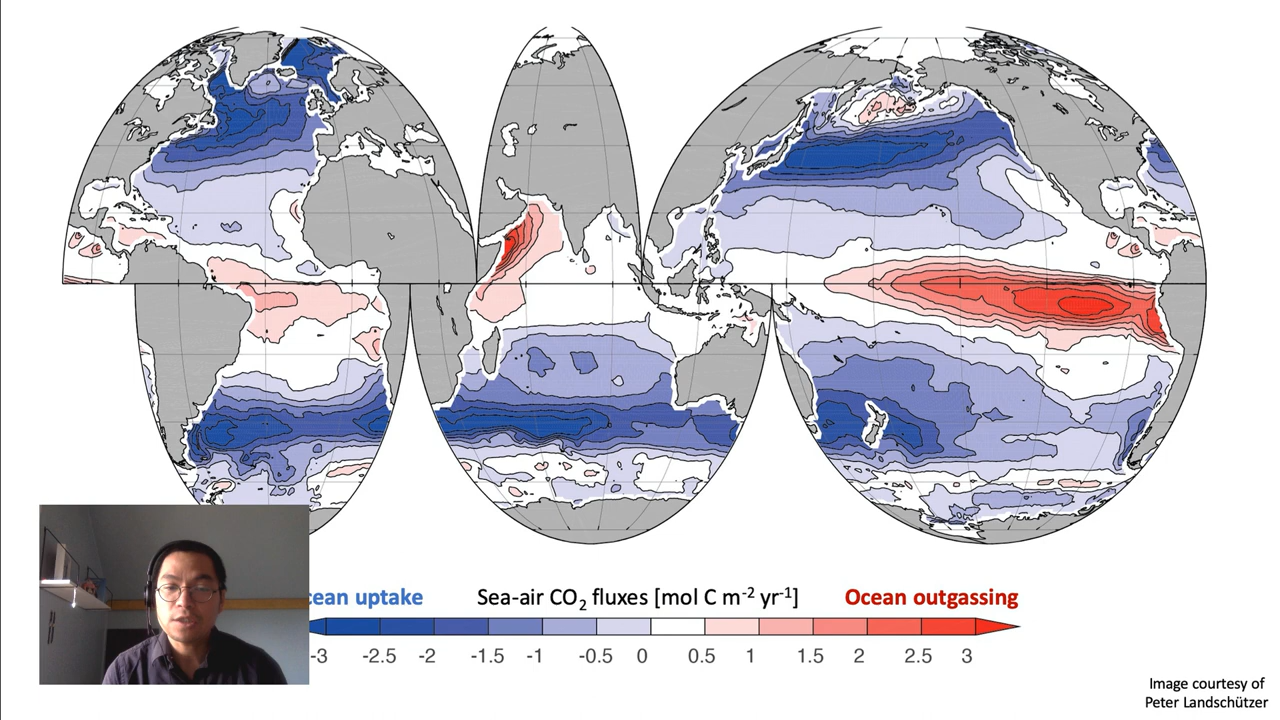 cean uptake
Sea-air CO₂ fluxes [mol C m⁻² yr⁻¹]
Ocean outgassing
-3 -2.5 -2 -1.5 -1 -0.5 0 0.5 1 1.5 2 2.5 3
Image courtesy of
Peter Landschützer